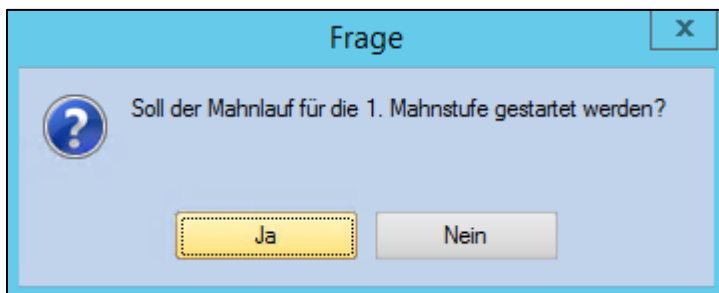 Frage
x
Soll der Mahnlauf für die 1. Mahnstufe gestartet werden?
?
Ja
Nein